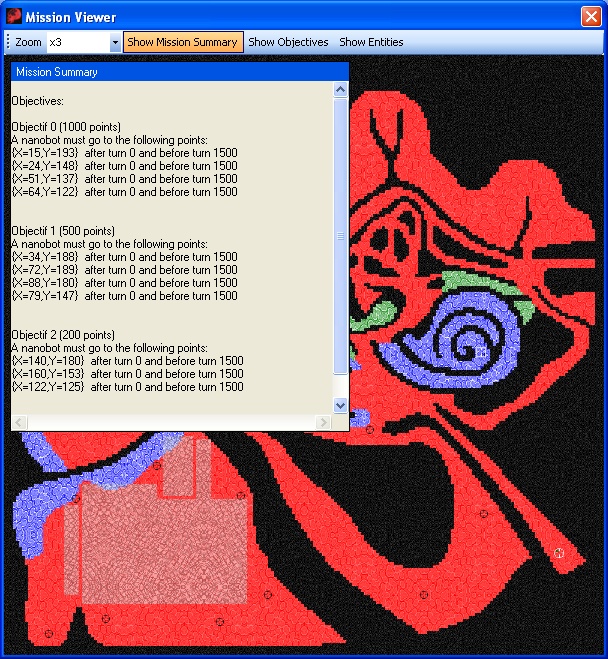 Mission Viewer
Zoom x3 Show Mission Summary Show Objectives Show Entities
Mission Summary
Objectives:
Objectif 0 (1000 points)
A nanobot must go to the following points:
{X=15,Y=193} after turn 0 and before turn 1500
{X=24,Y=148} after turn 0 and before turn 1500
{X=51,Y=137} after turn 0 and before turn 1500
{X=64,Y=122} after turn 0 and before turn 1500
Objectif 1 (500 points)
A nanobot must go to the following points:
{X=34,Y=188} after turn 0 and before turn 1500
{X=72,Y=189} after turn 0 and before turn 1500
{X=88,Y=180} after turn 0 and before turn 1500
{X=79,Y=147} after turn 0 and before turn 1500
Objectif 2 (200 points)
A nanobot must go to the following points:
{X=140,Y=180} after turn 0 and before turn 1500
{X=160,Y=153} after turn 0 and before turn 1500
{X=122,Y=125} after turn 0 and before turn 1500